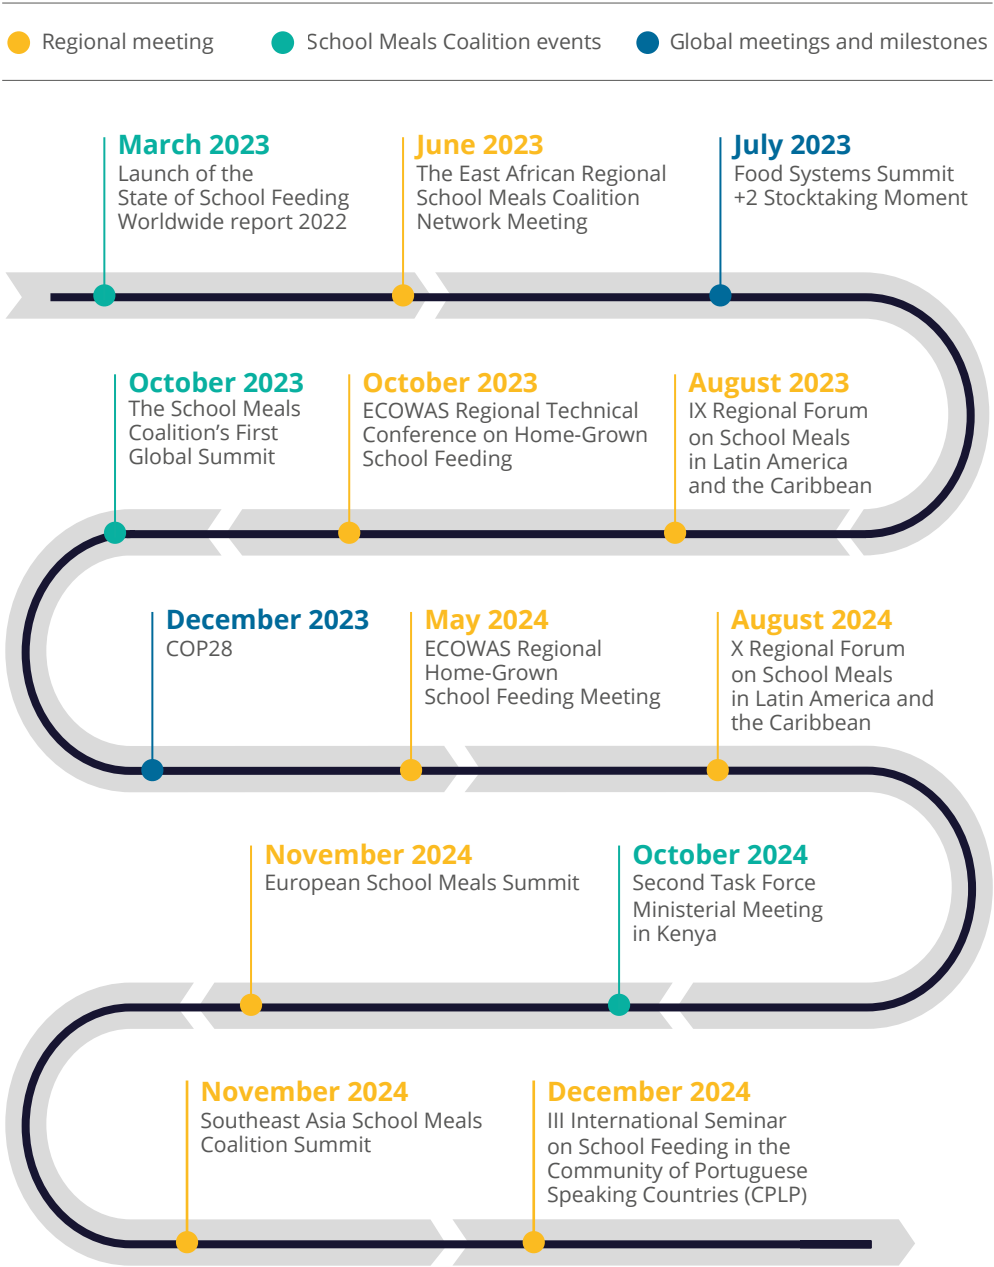 Regional meeting
School Meals Coalition events
Global meetings and milestones
March 2023
Launch of the
State of School Feeding
Worldwide report 2022
June 2023
The East African Regional
School Meals Coalition
Network Meeting
July 2023
Food Systems Summit
+2 Stocktaking Moment
August 2023
IX Regional Forum
on School Meals
in Latin America
and the Caribbean
October 2023
ECOWAS Regional Technical
Conference on Home-Grown
School Feeding
October 2023
The School Meals
Coalition's First
Global Summit
December 2023
COP28
May 2024
ECOWAS Regional
Home-Grown
School Feeding Meeting
August 2024
X Regional Forum
on School Meals
in Latin America and
the Caribbean
October 2024
Second Task Force
Ministerial Meeting
in Kenya
November 2024
European School Meals Summit
November 2024
Southeast Asia School Meals
Coalition Summit
December 2024
III International Seminar
on School Feeding in the
Community of Portuguese
Speaking Countries (CPLP)